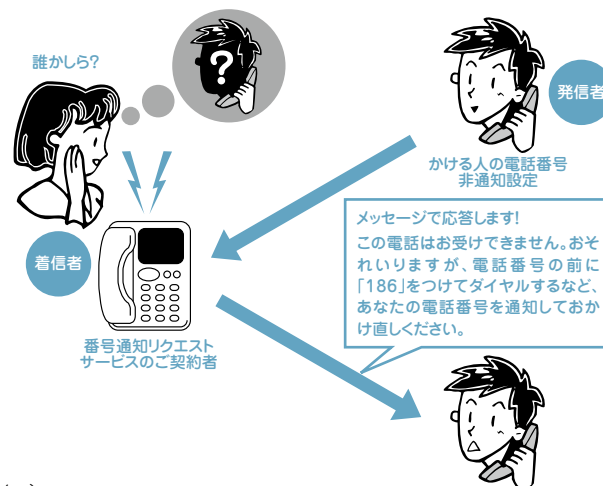 誰かしら?
?
発信者
かける人の電話番号
非通知設定
メッセージで応答します!
この電話はお受けできません。おそ
れいりますが、電話番号の前に
「186」をつけてダイヤルするなど、
あなたの電話番号を通知しておか
け直しください。
着信者
番号通知リクエスト
サービスのご契約者